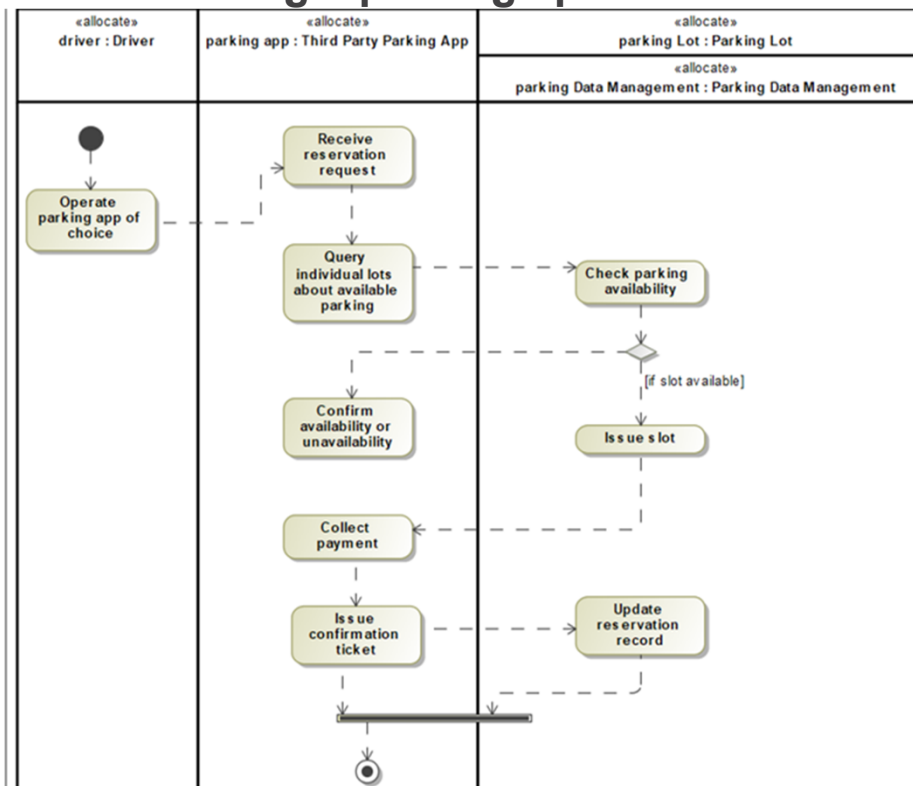 «allocate»
driver : Driver
«allocate»
parking app : Third Party Parking App
«allocate»
parking Lot : Parking Lot
«allocate»
parking Data Management : Parking Data Management
Receive
reservation
request
Operate
parking app of
choice
Query
individual lots
about available
parking
Check parking
availability
[if slot available]
Confirm
availability or
unavailability
Issue slot
Collect
payment
Issue
confirmation
ticket
Update
reservation
record